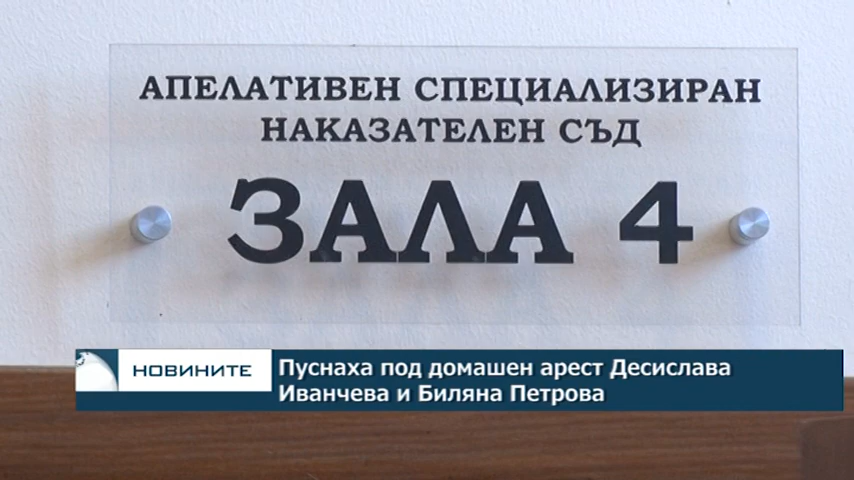 АПЕЛАТИВЕН СПЕЦИАЛИЗИРАН
НАКАЗАТЕЛЕН СЪД
ЗАЛА 4
НОВИНИТЕ
Пуснаха под домашен арест Десислава
Иванчева и Биляна Петрова